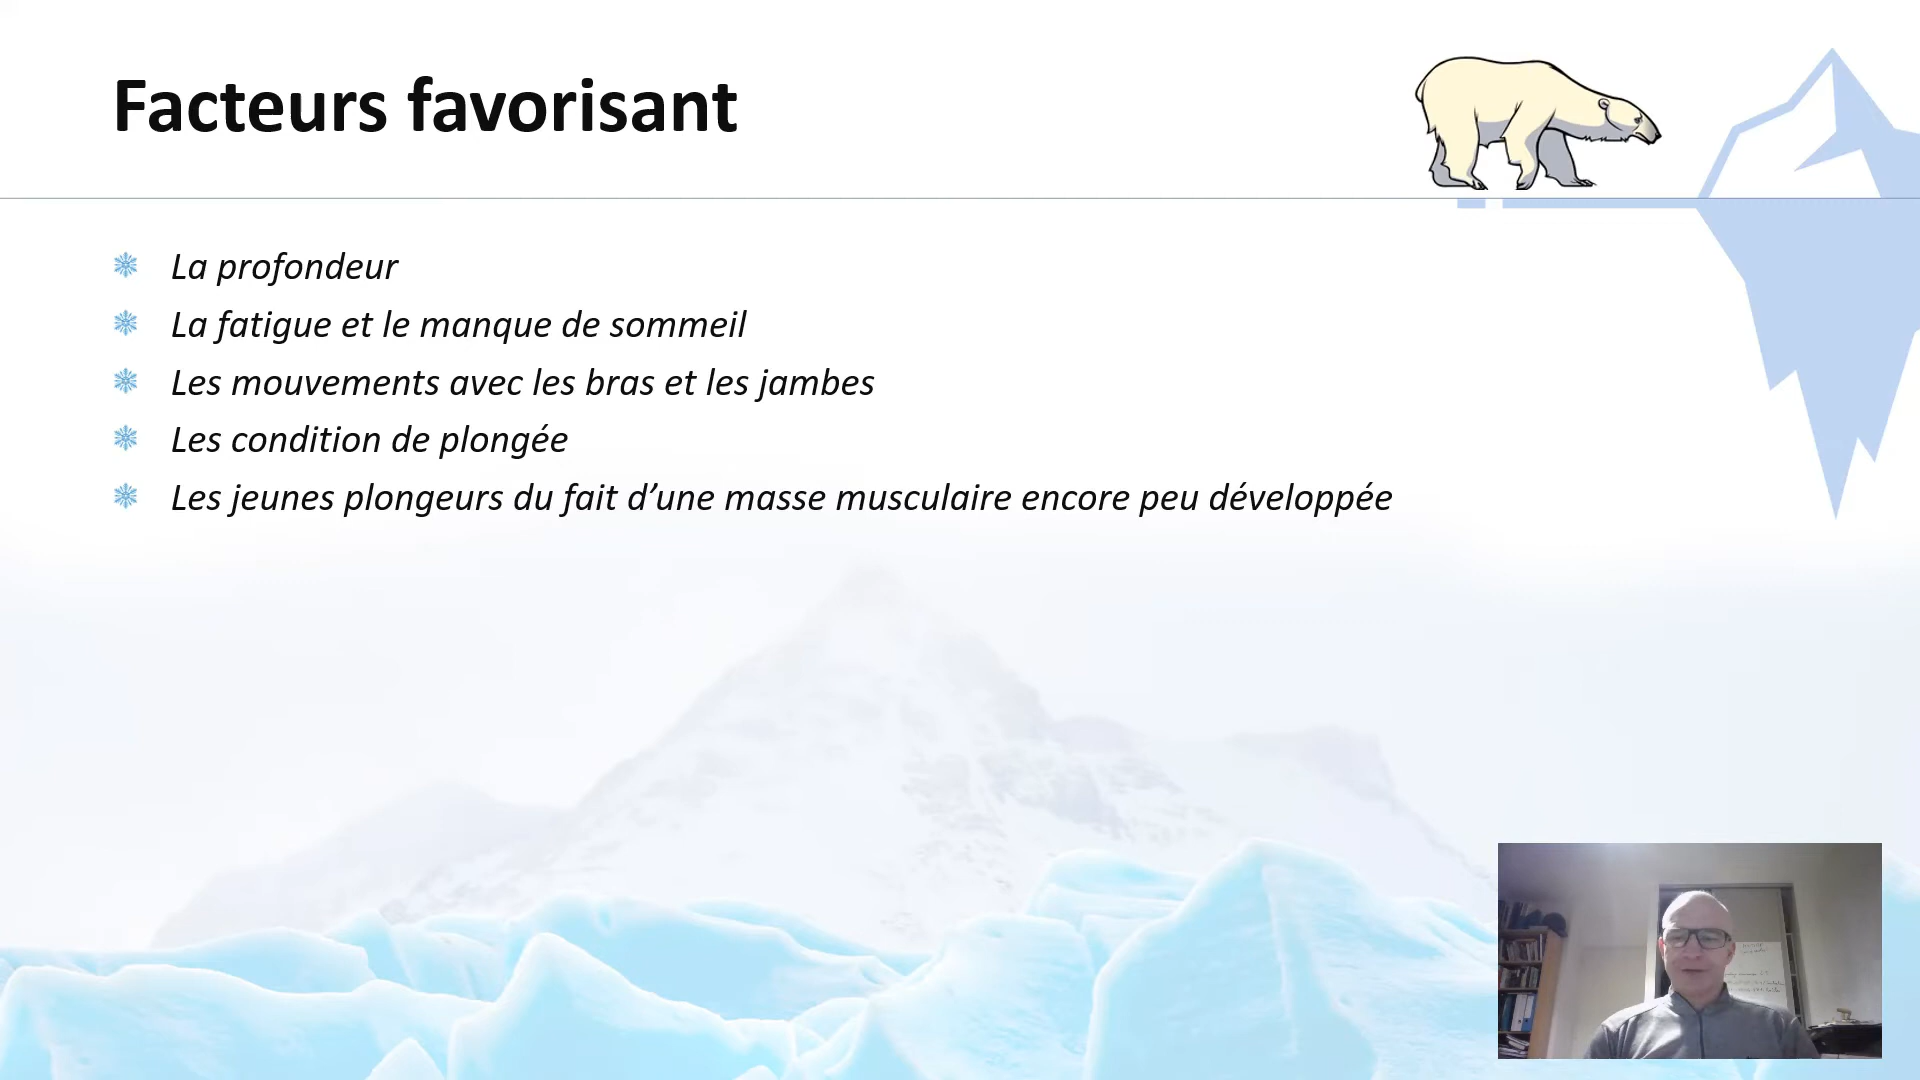 Facteurs favorisant
La profondeur
La fatigue et le manque de sommeil
Les mouvements avec les bras et les jambes
Les condition de plongée
Les jeunes plongeurs du fait d’une masse musculaire encore peu développée